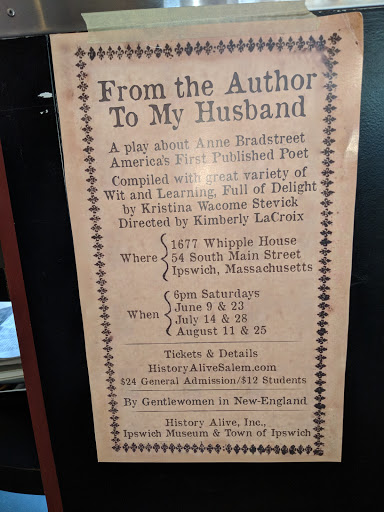 From the Author
To My Husband
A play about Anne Bradstreet
America's First Published Poet
Compiled with great variety of
Wit and Learning, Full of Delight
by Kristina Wacome Stevick
Directed by Kimberly LaCroix
Where
1677 Whipple House
54 South Main Street
Ipswich, Massachusetts
When
6pm Saturdays
June 9 & 23
July 14 & 28
August 11 & 25
Tickets & Details
HistoryAliveSalem.com
$24 General Admission/$12 Students
By Gentlewomen in New-England
History Alive, Inc.,
Ipswich Museum & Town of Ipswich